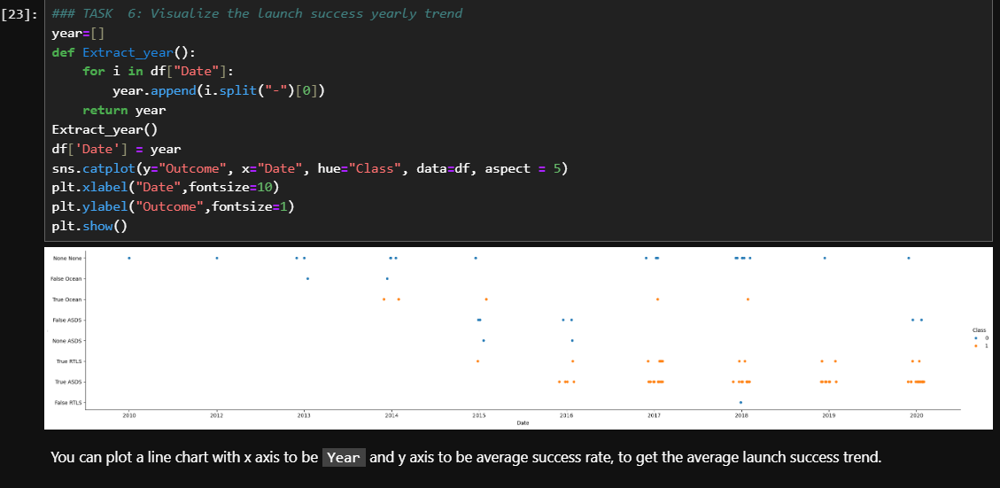 [23]: ### TASK  6: Visualize the launch success yearly trend
year=[]
def Extract_year():
    for i in df["Date"]:
        year.append(i.split("-")[0])
    return year
Extract_year()
df['Date'] = year
sns.catplot(y="Outcome", x="Date", hue="Class", data=df, aspect = 5)
plt.xlabel("Date",fontsize=10)
plt.ylabel("Outcome",fontsize=1)
plt.show()
None None
False Ocean
True Ocean
False ASDS
None ASDS
True RTLS
True ASDS
False RTLS
2010 2012 2013 2014 2015 2016 2017 2018 2019 2020
Date
Class
0
1
You can plot a line chart with x axis to be Year and y axis to be average success rate, to get the average launch success trend.